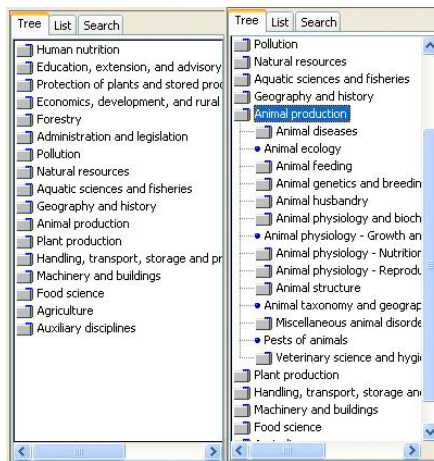 Tree List Search
Human nutrition
Education, extension, and advisory
Protection of plants and stored prod
Economics, development, and rural
Forestry
Administration and legislation
Pollution
Natural resources
Aquatic sciences and fisheries
Geography and history
Animal production
Plant production
Handling, transport, storage and pr
Machinery and buildings
Food science
Agriculture
Auxiliary disciplines
Tree List Search
Pollution
Natural resources
Aquatic sciences and fisheries
Geography and history
Animal production
Animal diseases
Animal ecology
Animal feeding
Animal genetics and breedin
Animal husbandry
Animal physiology and bioch
Animal physiology - Growth an
Animal physiology - Nutrition
Animal physiology - Reprodu
Animal structure
Animal taxonomy and geograp
Miscellaneous animal disorde
Pests of animals
Veterinary science and hygi
Plant production
Handling, transport, storage and
Machinery and buildings
Food science